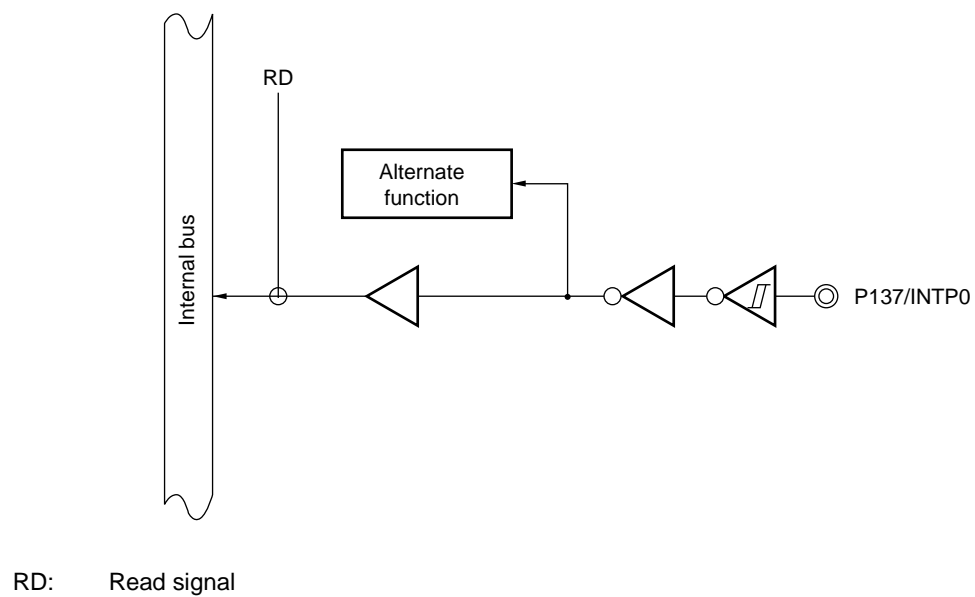 RD
Alternate
function
Internal bus
P137/INTP0
RD: Read signal